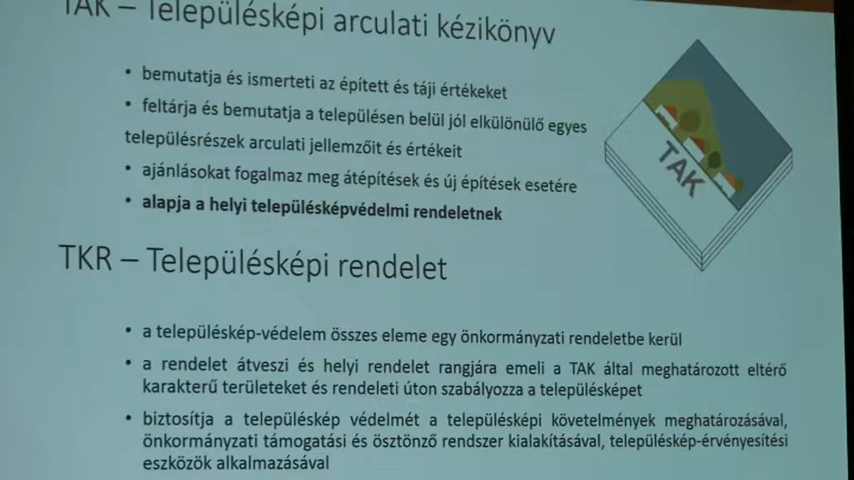 TAK – Településképi arculati kézikönyv
• bemutatja és ismerteti az épített és táji értékeket
• feltárja és bemutatja a településen belül jól elkülönülő egyes
településrészek arculati jellemzőit és értékeit
• ajánlásokat fogalmaz meg átépítések és új építések esetére
• alapja a helyi településképvédelmi rendeletnek
TAK
TKR – Településképi rendelet
• a településkép-védelem összes eleme egy önkormányzati rendeletbe kerül
• a rendelet átveszi és helyi rendelet rangjára emeli a TAK által meghatározott eltérő
karakterű területeket és rendeleti úton szabályozza a településképet
• biztosítja a településkép védelmét a településképi követelmények meghatározásával,
önkormányzati támogatási és ösztönző rendszer kialakításával, településkép-érvényesítési
eszközök alkalmazásával